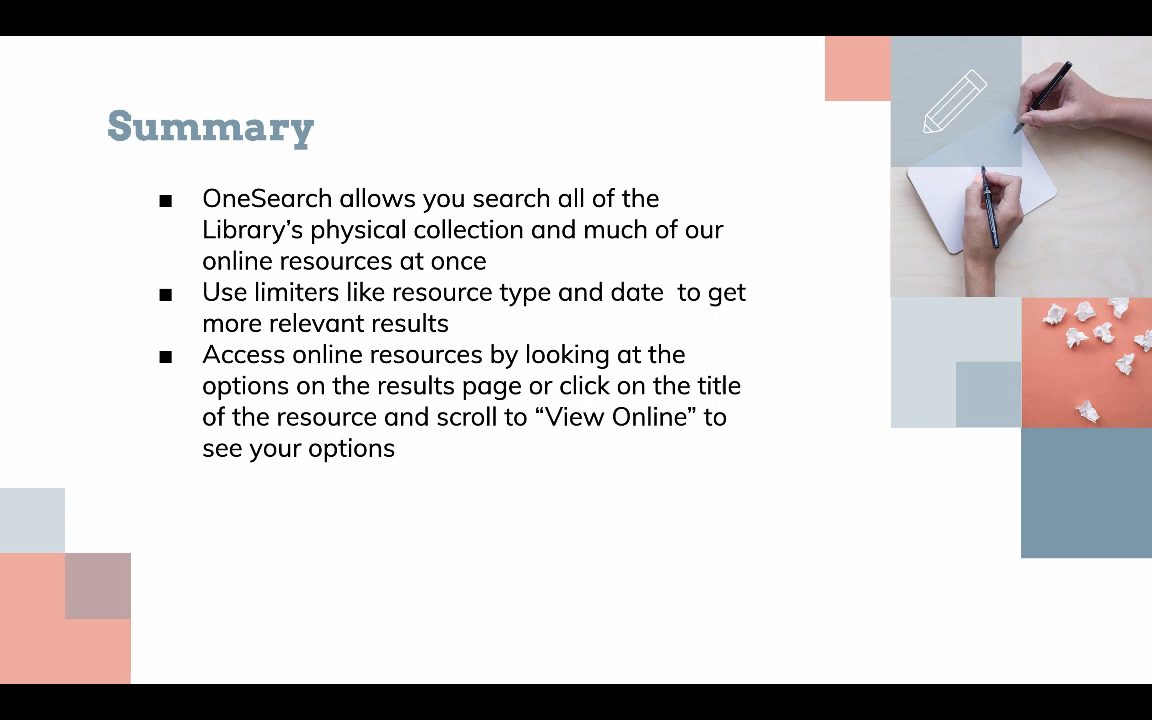 Summary
■ OneSearch allows you search all of the
Library’s physical collection and much of our
online resources at once
■ Use limiters like resource type and date  to get
more relevant results
■ Access online resources by looking at the
options on the results page or click on the title
of the resource and scroll to “View Online” to
see your options